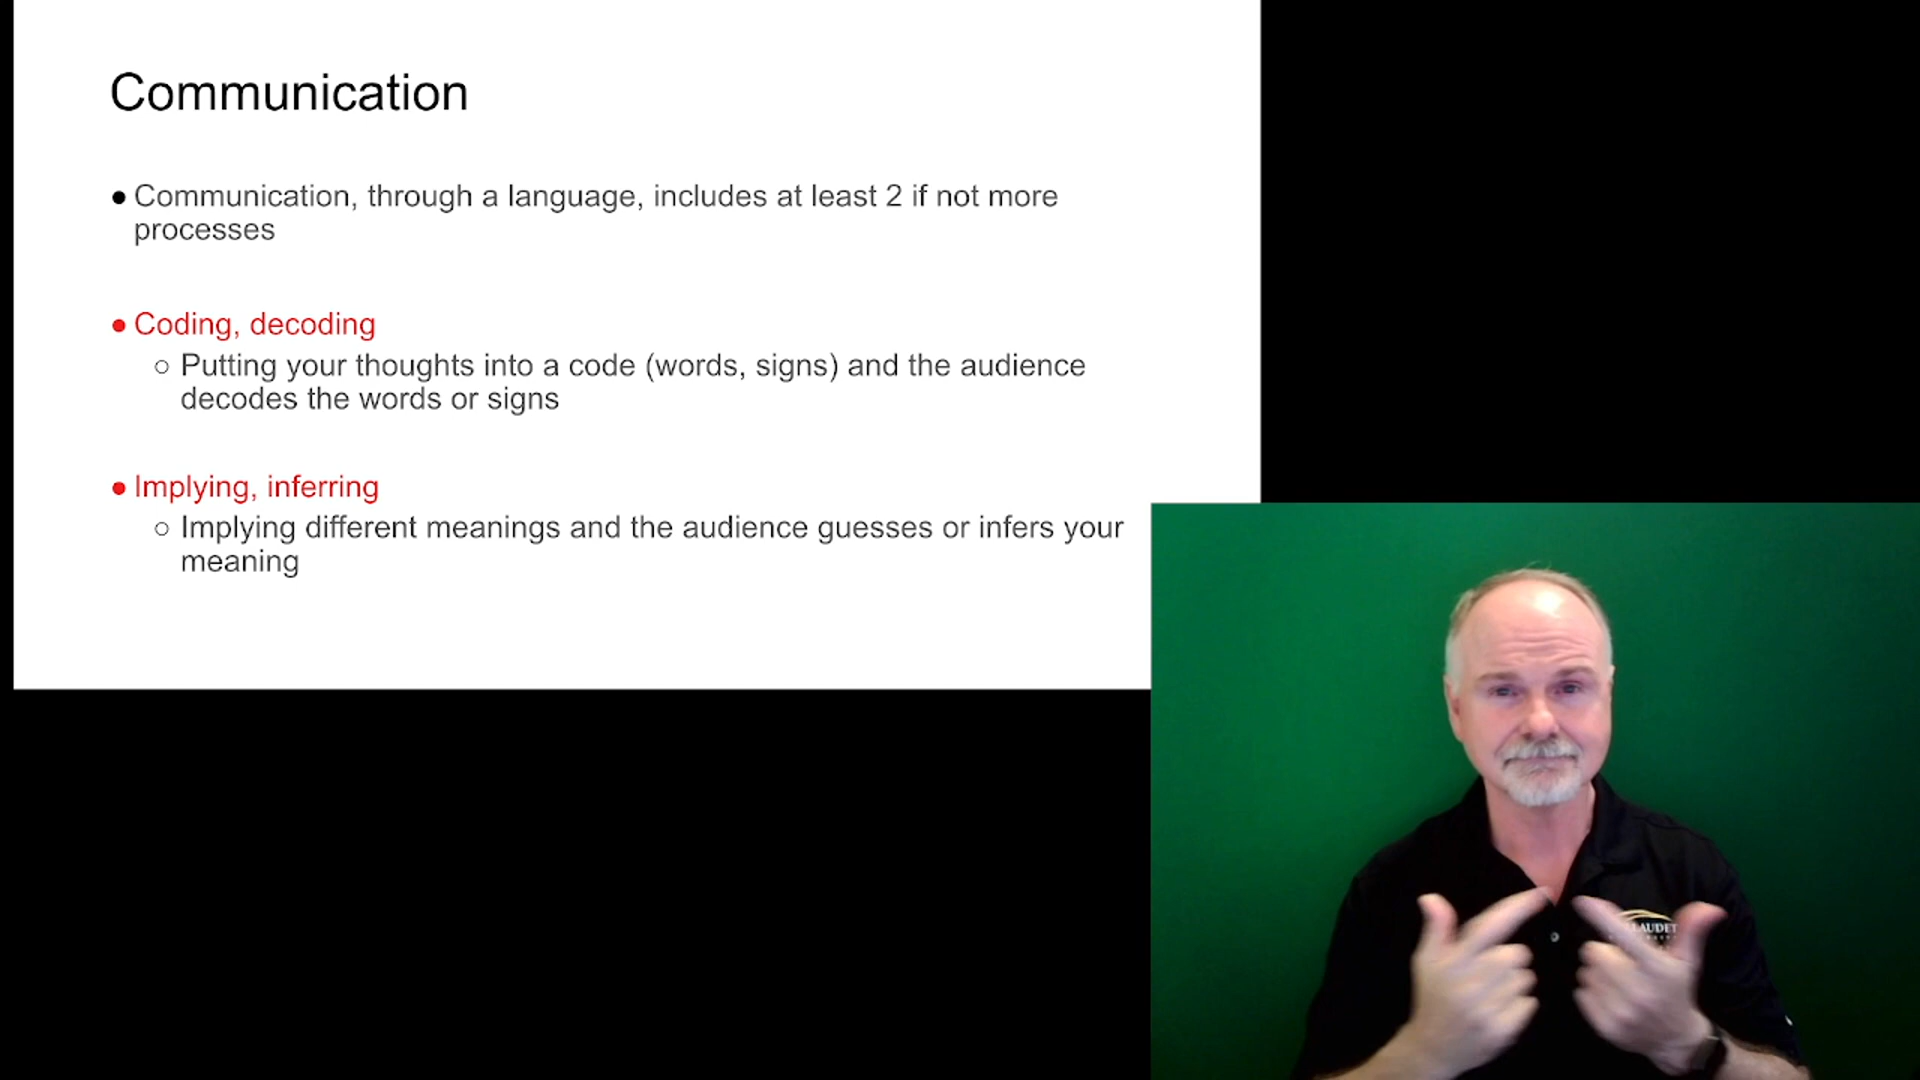 Communication
● Communication, through a language, includes at least 2 if not more
processes
● Coding, decoding
○ Putting your thoughts into a code (words, signs) and the audience
decodes the words or signs
● Implying, inferring
○ Implying different meanings and the audience guesses or infers your
meaning